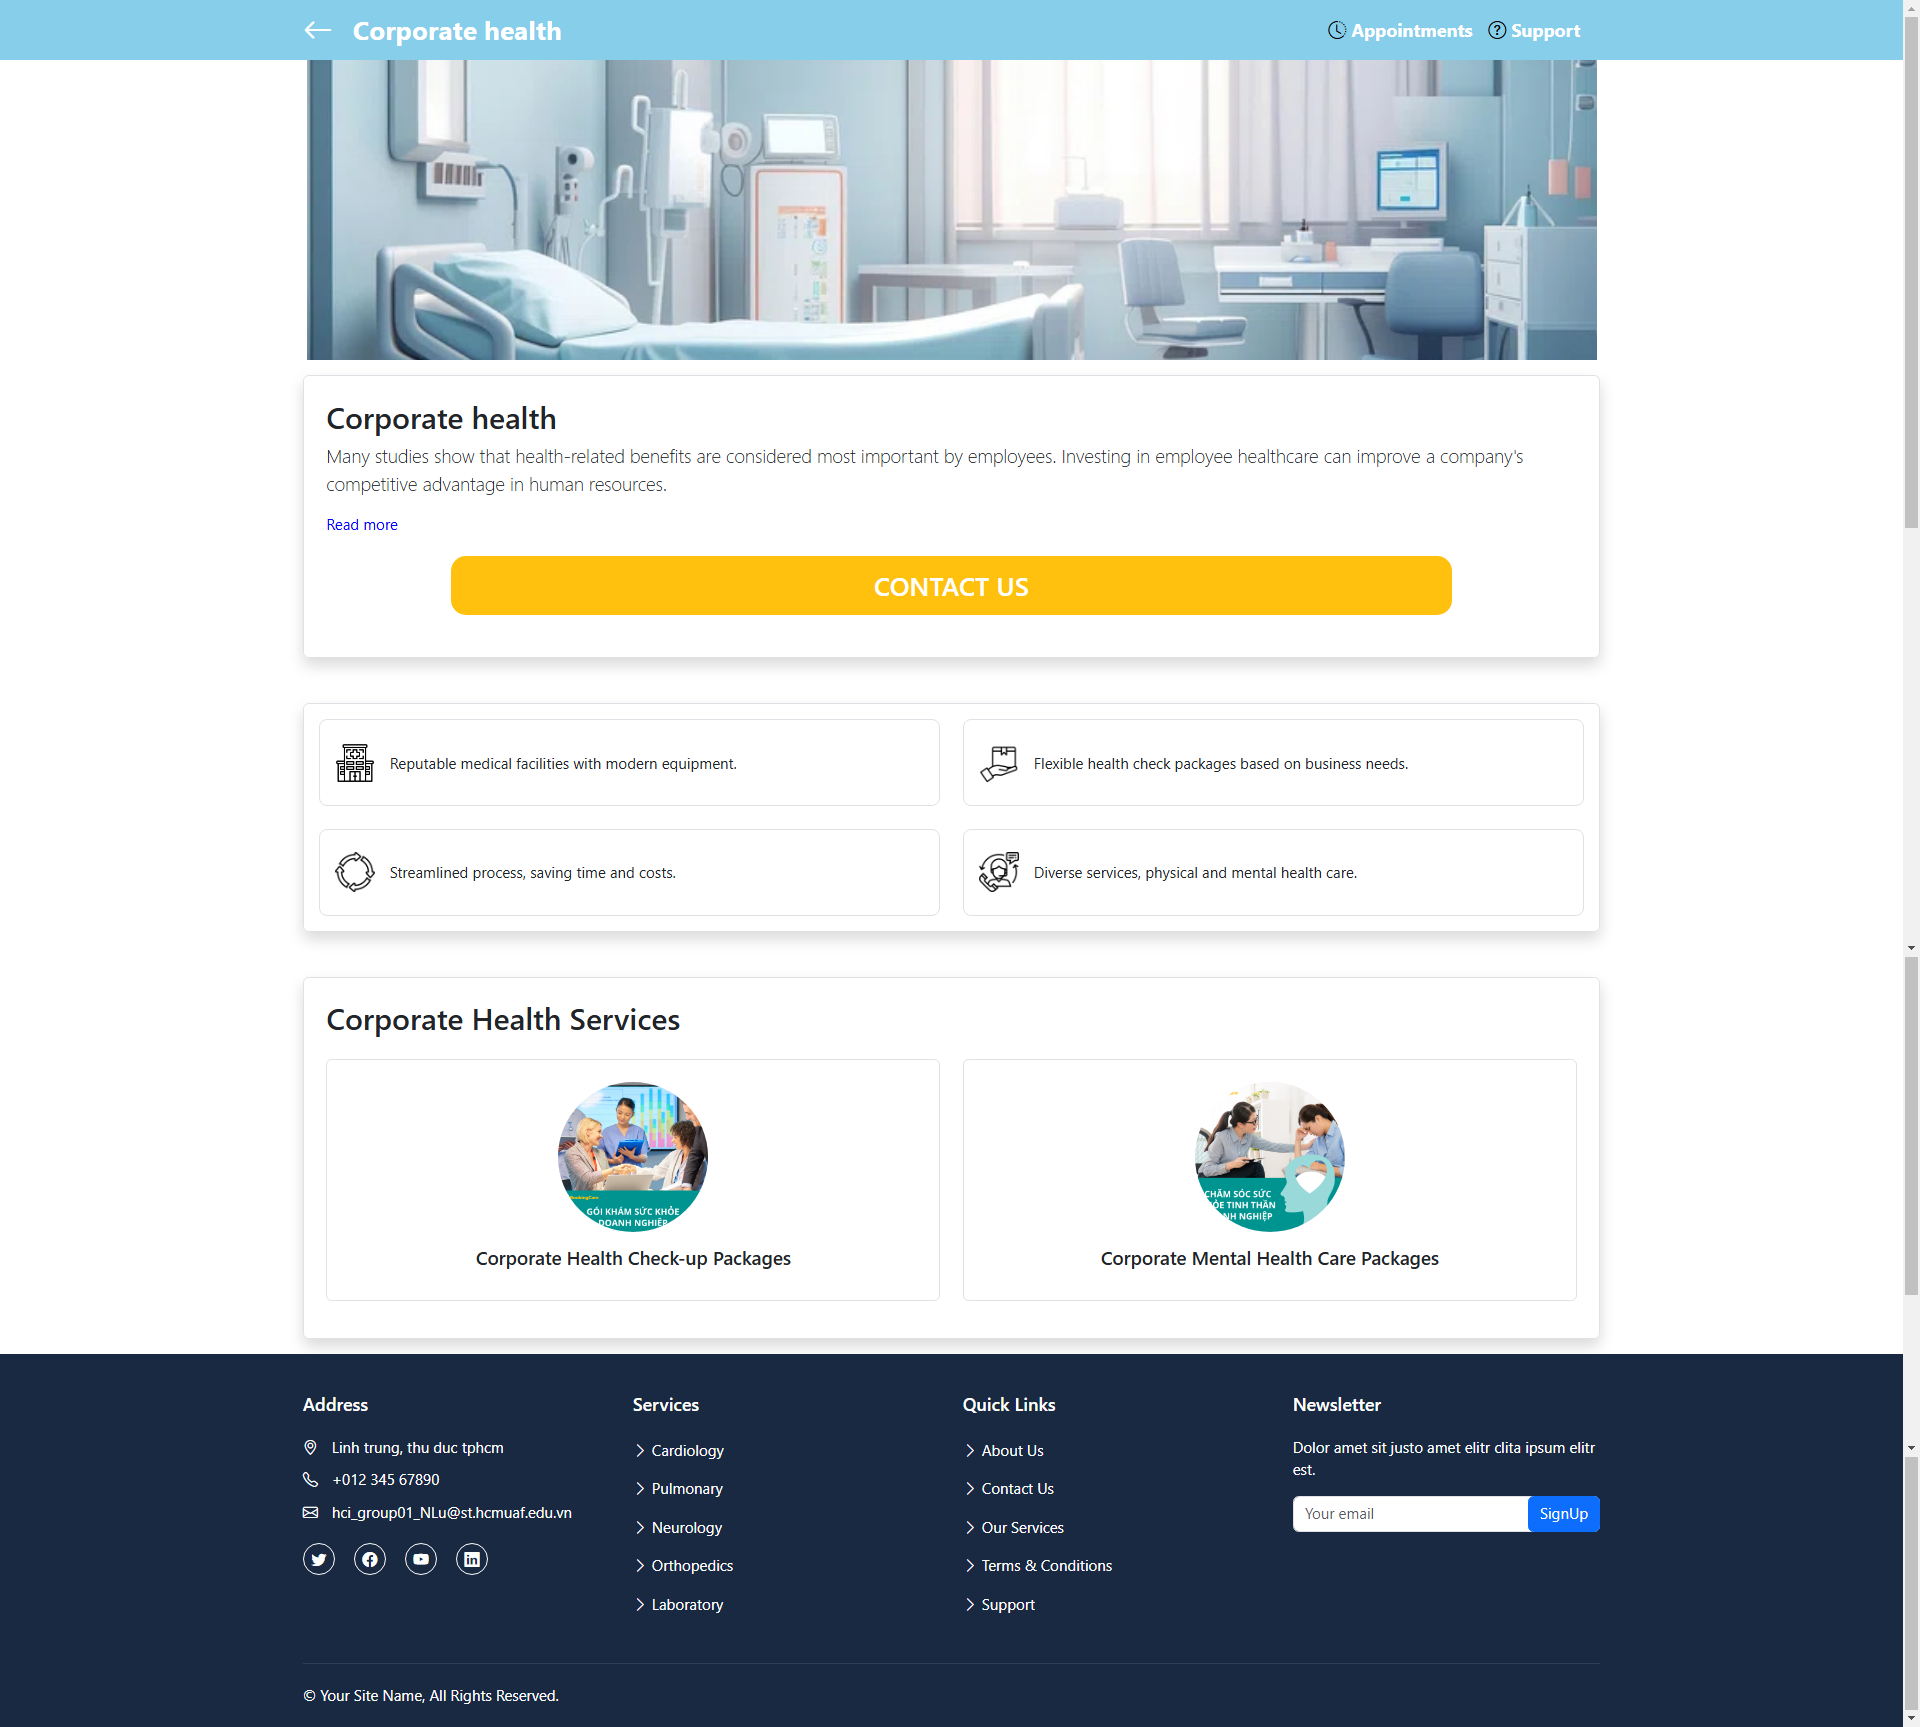 Corporate health
Appointments
Support
Corporate health
Many studies show that health-related benefits are considered most important by employees. Investing in employee healthcare can improve a company's
competitive advantage in human resources.
Read more
CONTACT US
Reputable medical facilities with modern equipment.
Flexible health check packages based on business needs.
Streamlined process, saving time and costs.
Diverse services, physical and mental health care.
Corporate Health Services
GÓI KHÁM SỨC KHỎE
DOANH NGHIỆP
Corporate Health Check-up Packages
CHĂM SÓC SỨC
TINH THẦN
Corporate Mental Health Care Packages
Address
Linh trung, thu duc tphcm
+012 345 67890
hci_group01_NLu@st.hcmuaf.edu.vn
Services
Cardiology
Pulmonary
Neurology
Orthopedics
Laboratory
Quick Links
About Us
Contact Us
Our Services
Terms & Conditions
Support
Newsletter
Dolor amet sit justo amet elitr clita ipsum elitr
est.
Your email
SignUp
© Your Site Name, All Rights Reserved.